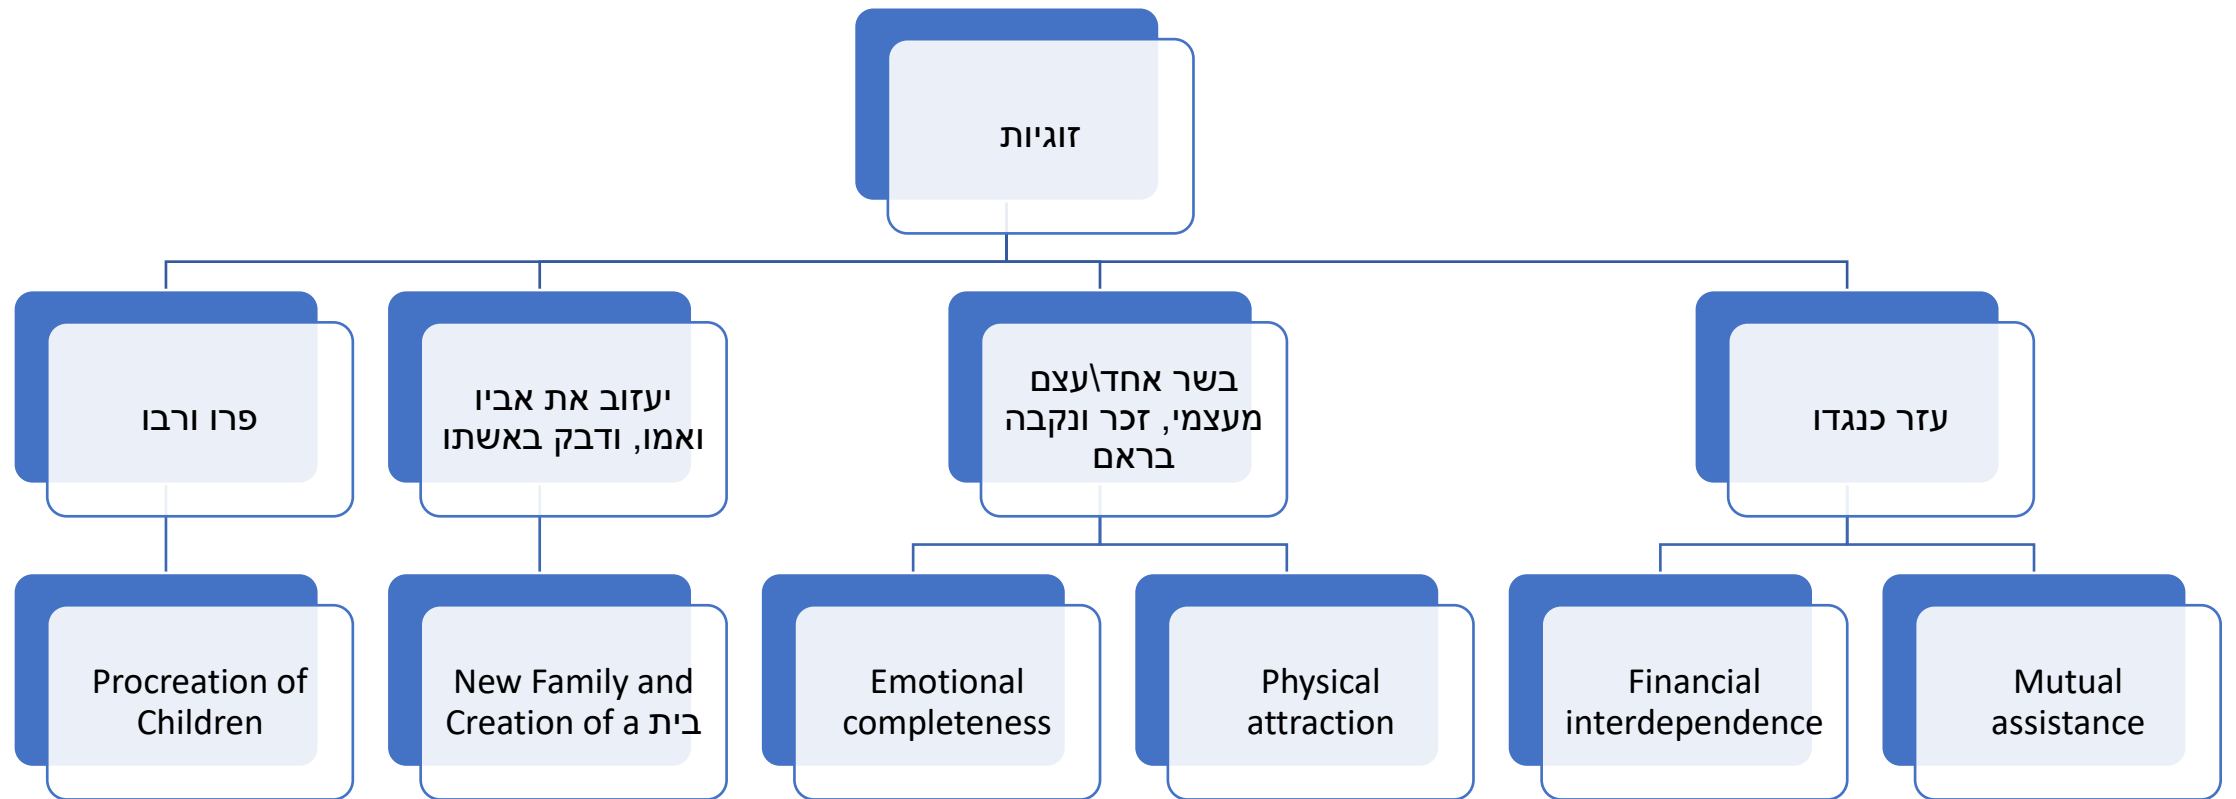 זוגיות
פרו ורבו
יעזוב את אביו
ואמו, ודבק באשתו
בשר אחד\עצם
מעצמי, זכר ונקבה
בראם
עזר כנגדו
Procreation of
Children
New Family and
Creation of a בית
Emotional
completeness
Physical
attraction
Financial
interdependence
Mutual
assistance